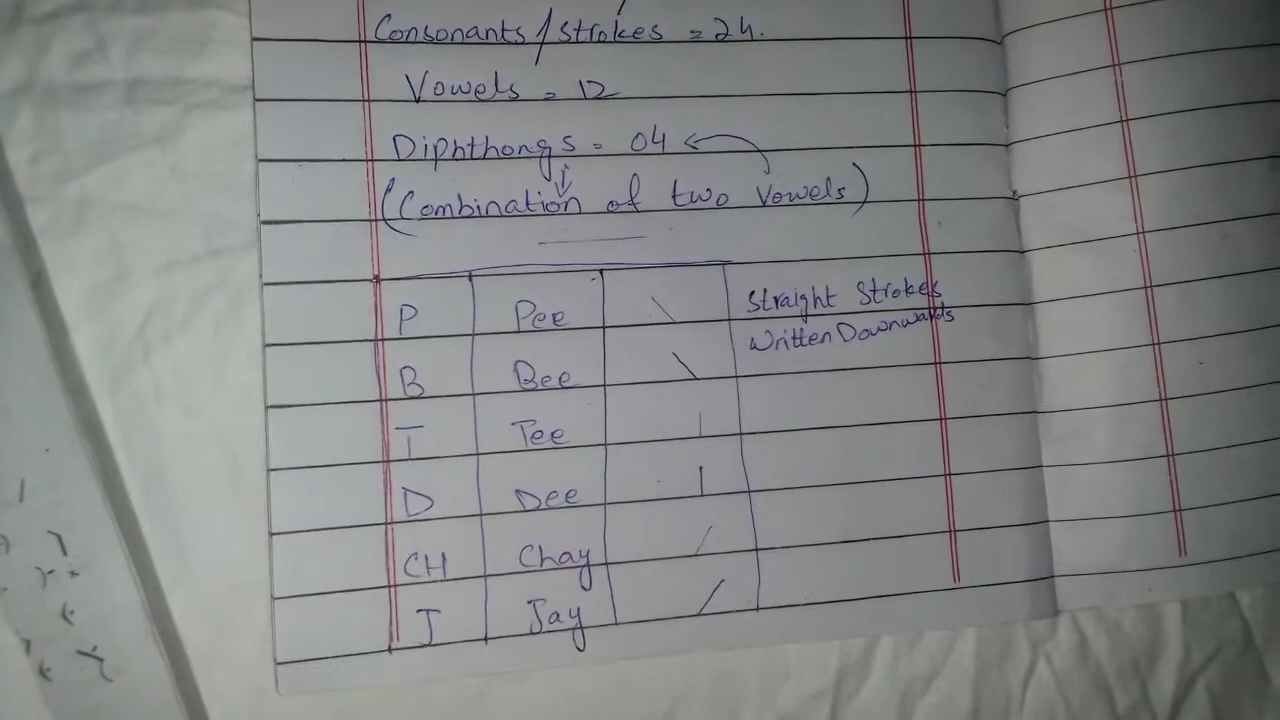 Consonants/strokes = 24.
Vowels = 12
Diphthongs = 04
(Combination of two Vowels)
P Pee \ Straight Strokes
Written Downwards
B Bee \
T Tee |
D Dee |
CH Chay /
J Jay /